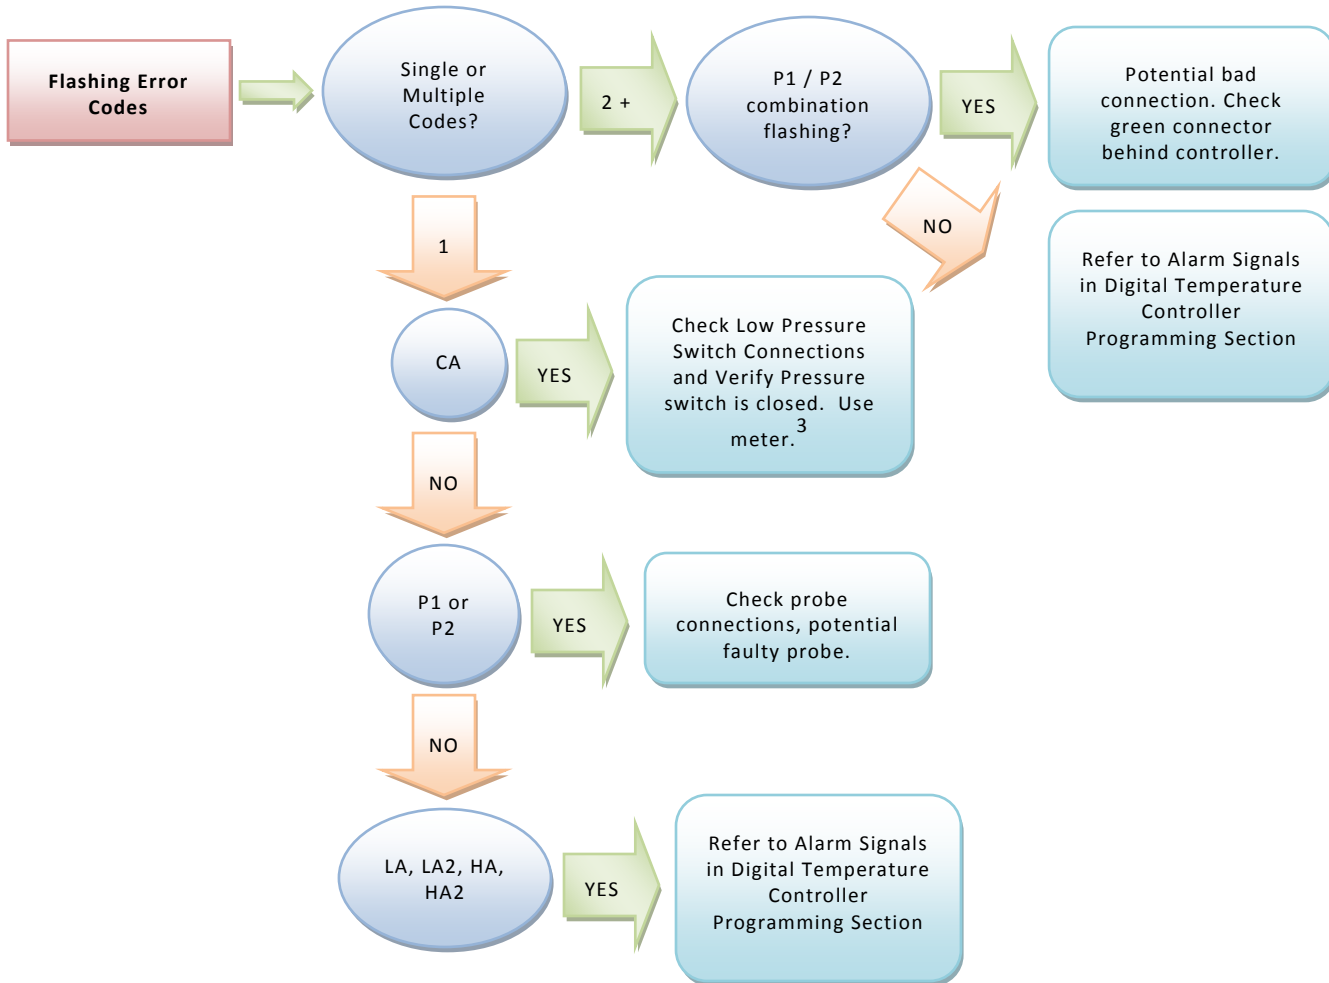 Flashing Error
Codes
Single or
Multiple
Codes?
2 +
P1 / P2
combination
flashing?
YES
Potential bad
connection. Check
green connector
behind controller.
NO
Refer to Alarm Signals
in Digital Temperature
Controller
Programming Section
1
CA
YES
Check Low Pressure
Switch Connections
and Verify Pressure
switch is closed.  Use
meter.3
NO
P1 or
P2
YES
Check probe
connections, potential
faulty probe.
NO
LA, LA2, HA,
HA2
YES
Refer to Alarm Signals
in Digital Temperature
Controller
Programming Section